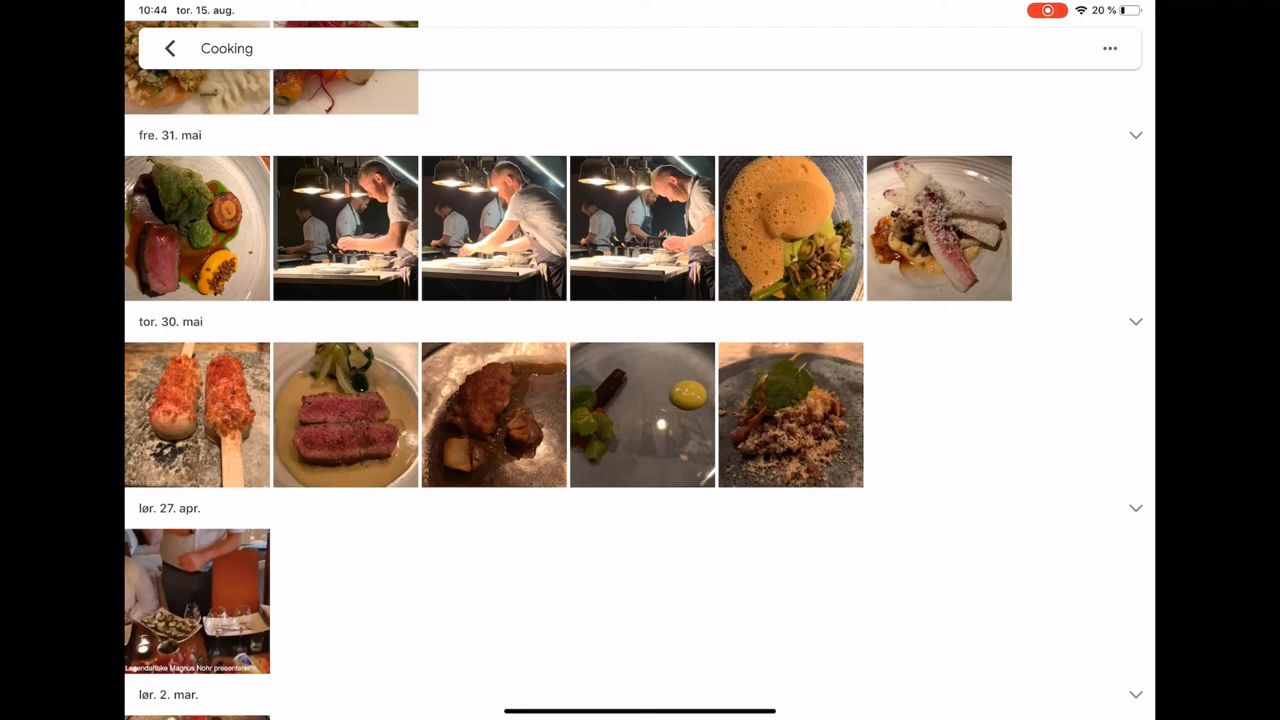 10:44 tor. 15. aug.
20 %
Cooking
fre. 31. mai
tor. 30. mai
lør. 27. apr.
Legendariske Magnus Nohr presenterer
lør. 2. mar.